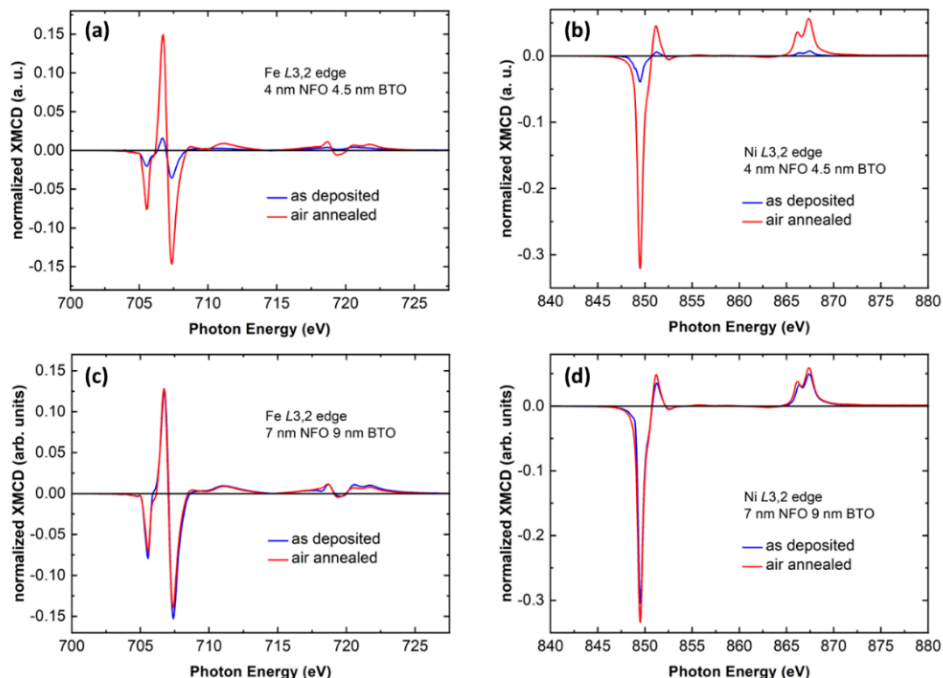 (a)
normalized XMCD (a. u.)
0.15
0.10
0.05
0.00
-0.05
-0.10
-0.15
Fe L3,2 edge
4 nm NFO 4.5 nm BTO
as deposited
air annealed
700 705 710 715 720 725
Photon Energy (eV)
(b)
normalized XMCD (a. u.)
0.0
-0.1
-0.2
-0.3
Ni L3,2 edge
4 nm NFO 4.5 nm BTO
as deposited
air annealed
840 845 850 855 860 865 870 875 880
Photon Energy (eV)
(c)
normalized XMCD (arb. units)
0.15
0.10
0.05
0.00
-0.05
-0.10
-0.15
Fe L3,2 edge
7 nm NFO 9 nm BTO
as deposited
air annealed
700 705 710 715 720 725
Photon Energy (eV)
(d)
normalized XMCD (arb. units)
0.0
-0.1
-0.2
-0.3
Ni L3,2 edge
7 nm NFO 9 nm BTO
as deposited
air annealed
840 845 850 855 860 865 870 875 880
Photon Energy (eV)